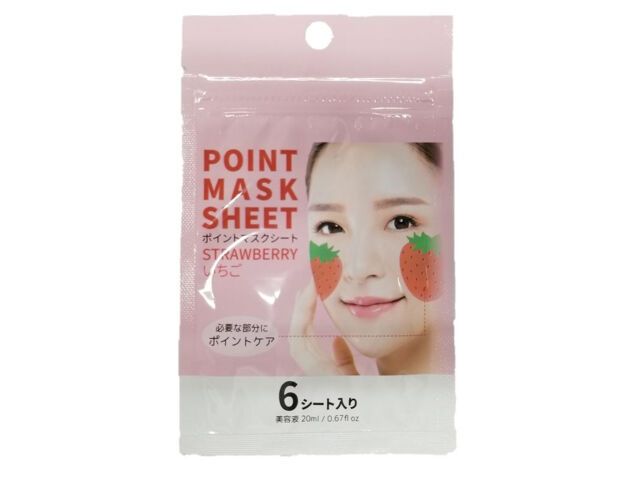 POINT
MASK
SHEET
ポイントマスクシート
STRAWBERRY
いちご
必要な部分に
ポイントケア
6シート入り
美容液 20ml / 0.67fl oz